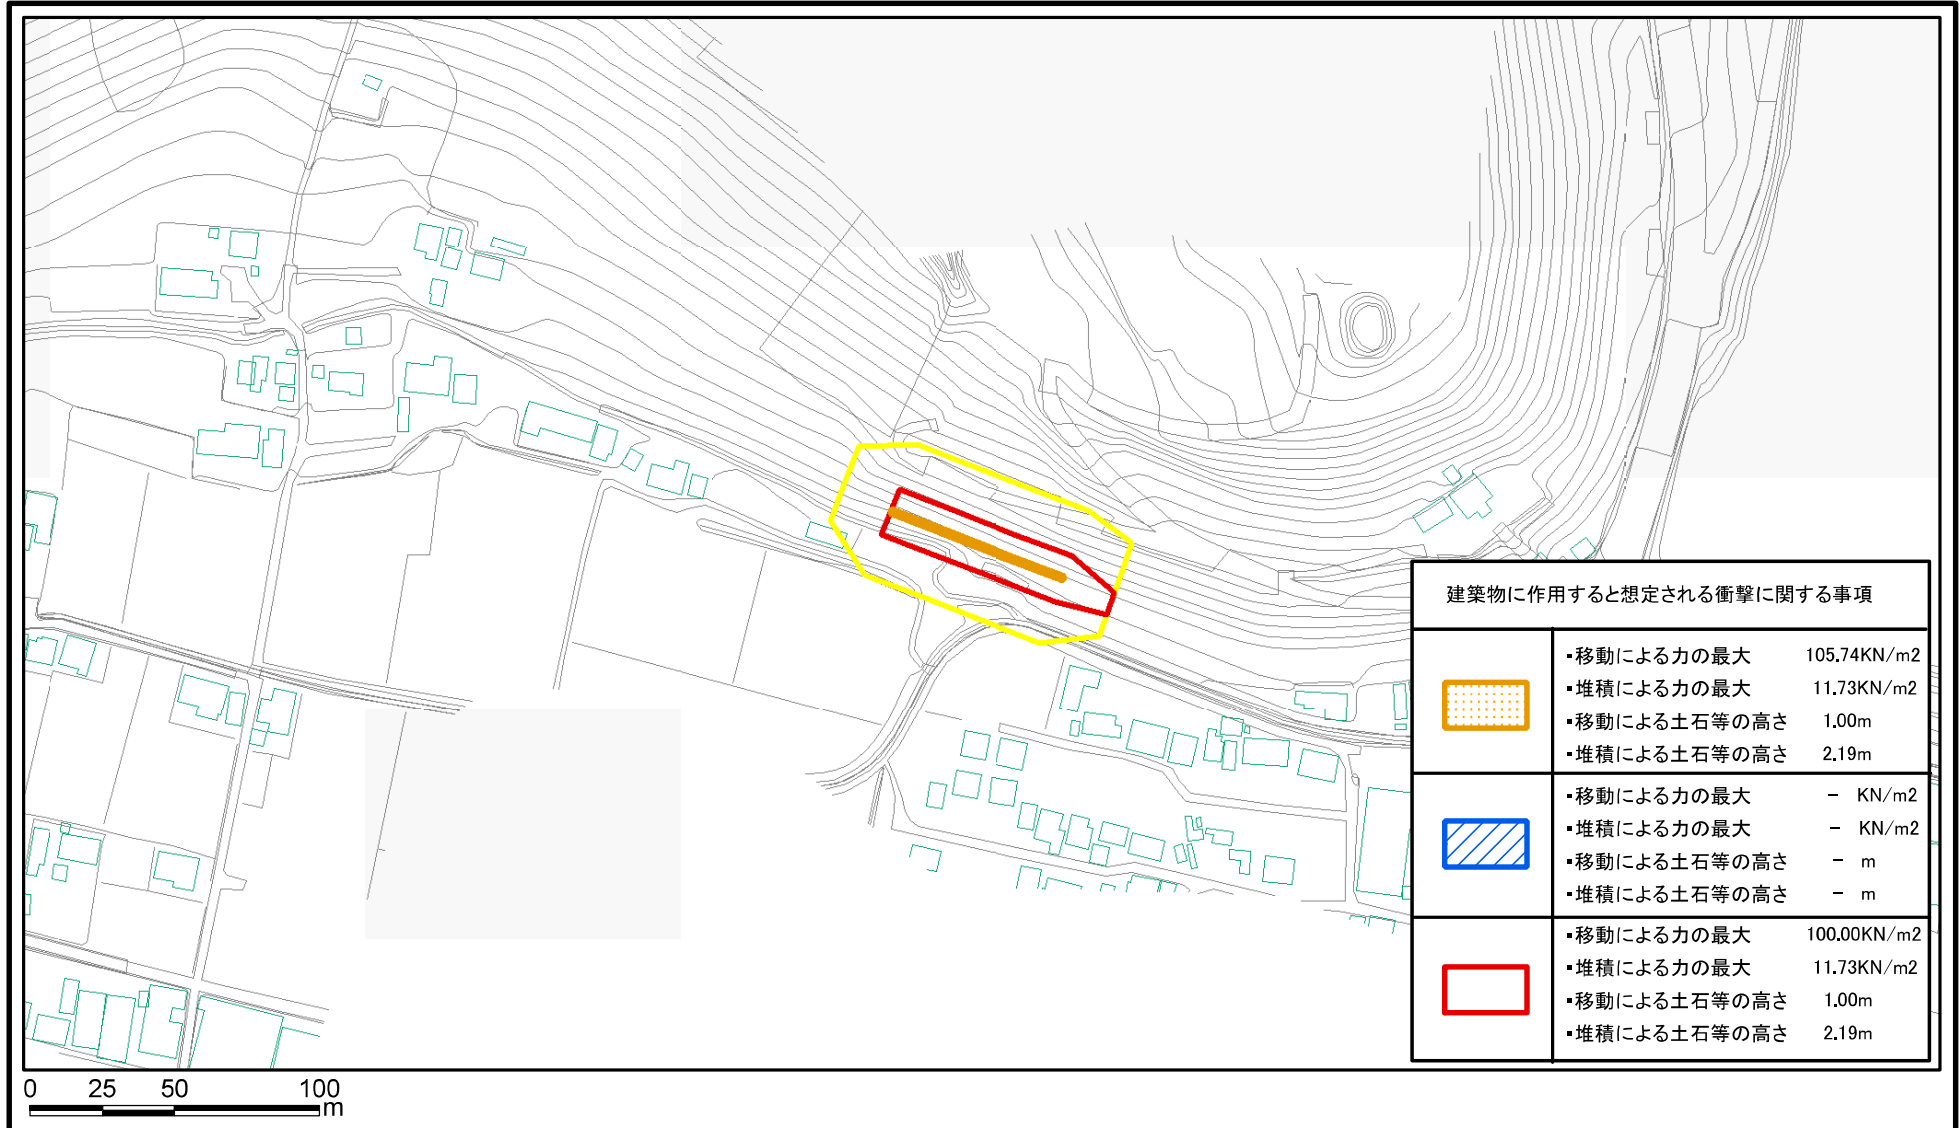 建築物に作用すると想定される衝撃に関する事項
▪移動による力の最大 105.74KN/m2
▪堆積による力の最大 11.73KN/m2
▪移動による土石等の高さ 1.00m
▪堆積による土石等の高さ 2.19m
▪移動による力の最大 － KN/m2
▪堆積による力の最大 － KN/m2
▪移動による土石等の高さ － m
▪堆積による土石等の高さ － m
▪移動による力の最大 100.00KN/m2
▪堆積による力の最大 11.73KN/m2
▪移動による土石等の高さ 1.00m
▪堆積による土石等の高さ 2.19m
0 25 50 100
m